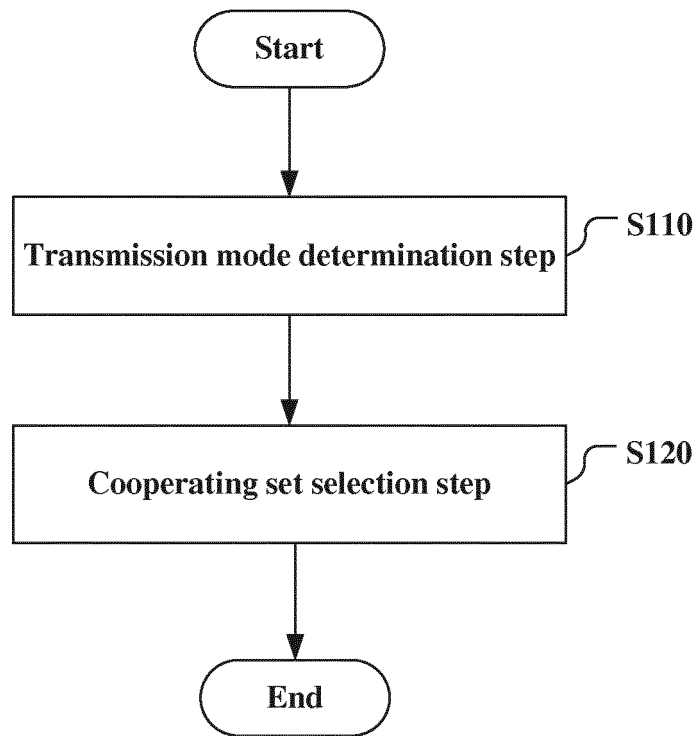 Start
Transmission mode determination step
S110
Cooperating set selection step
S120
End